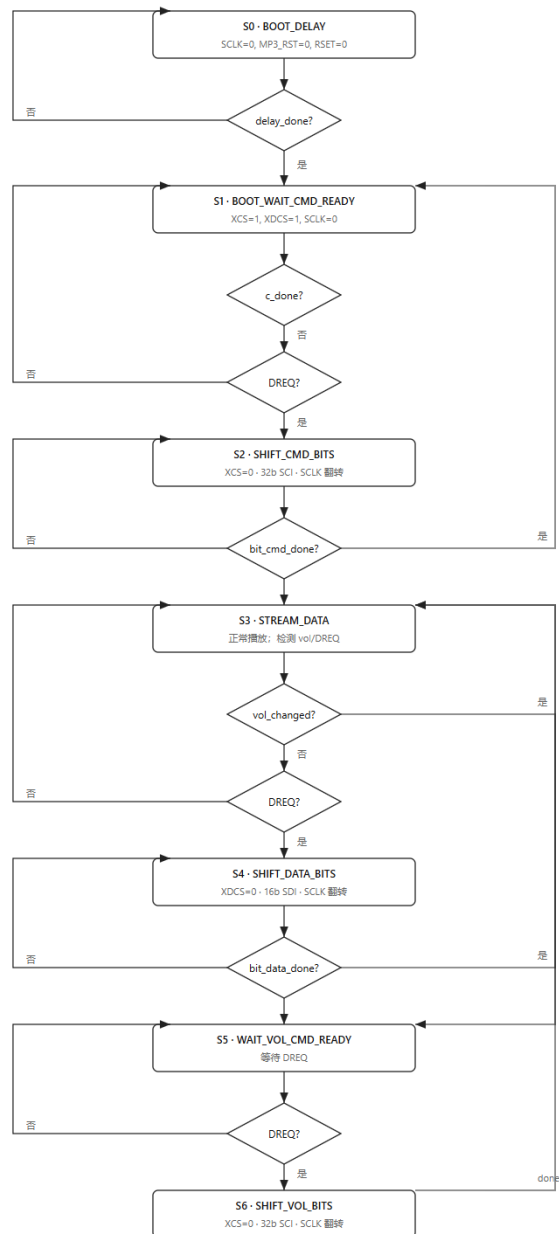 S0 · BOOT_DELAY
SCLK=0, MP3_RST=0, RSET=0
否
delay_done?
是
S1 · BOOT_WAIT_CMD_READY
XCS=1, XDCS=1, SCLK=0
c_done?
否
否
DREQ?
是
S2 · SHIFT_CMD_BITS
XCS=0 · 32b SCI · SCLK 翻转
否
bit_cmd_done?
是
S3 · STREAM_DATA
正常播放；检测 vol/DREQ
vol_changed?
是
否
否
DREQ?
是
S4 · SHIFT_DATA_BITS
XDCS=0 · 16b SDI · SCLK 翻转
否
bit_data_done?
是
S5 · WAIT_VOL_CMD_READY
等待 DREQ
否
DREQ?
是
done
S6 · SHIFT_VOL_BITS
XCS=0 · 32b SCI · SCLK 翻转